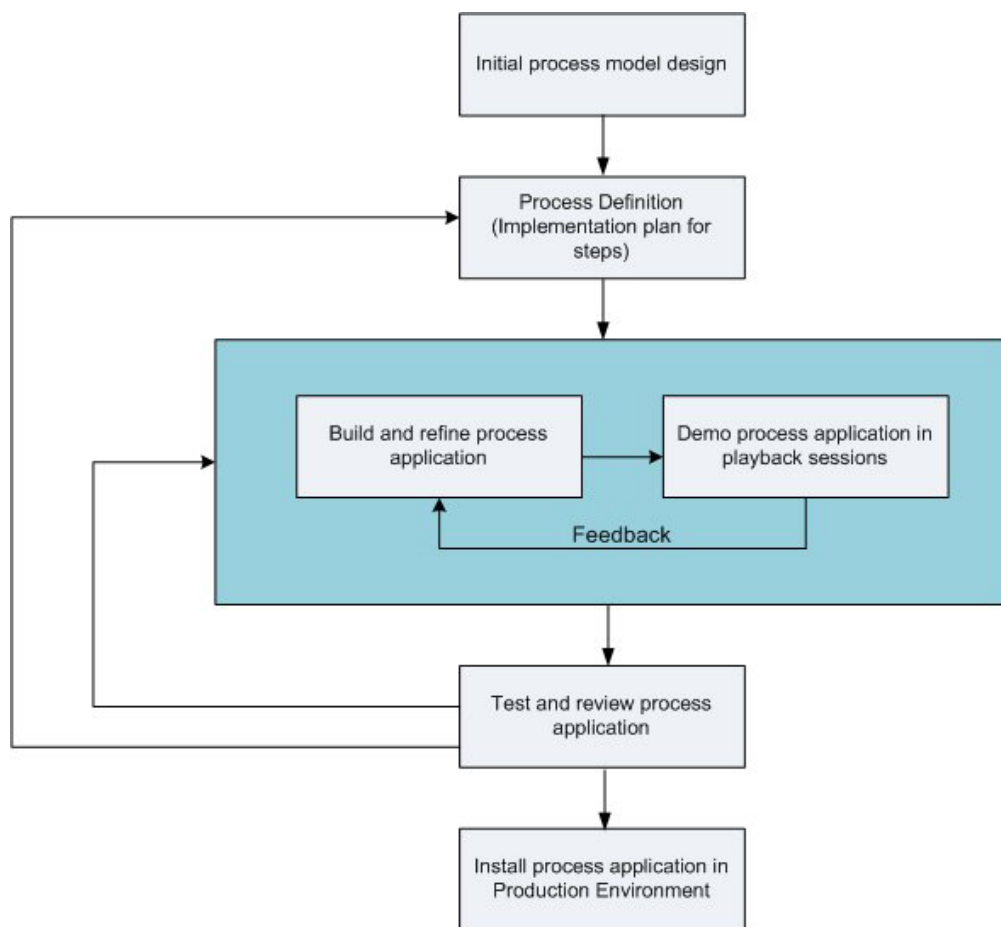 Initial process model design
Process Definition
(Implementation plan for
steps)
Build and refine process
application
Demo process application in
playback sessions
Feedback
Test and review process
application
Install process application in
Production Environment